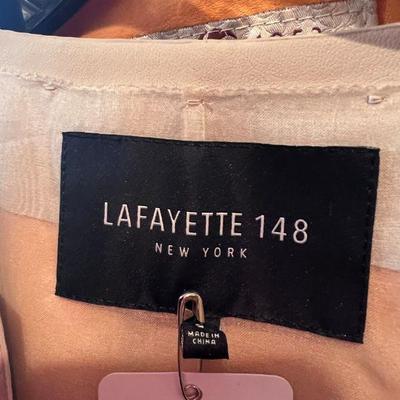 LAFAYETTE 148
NEW YORK
MADE IN
CHINA